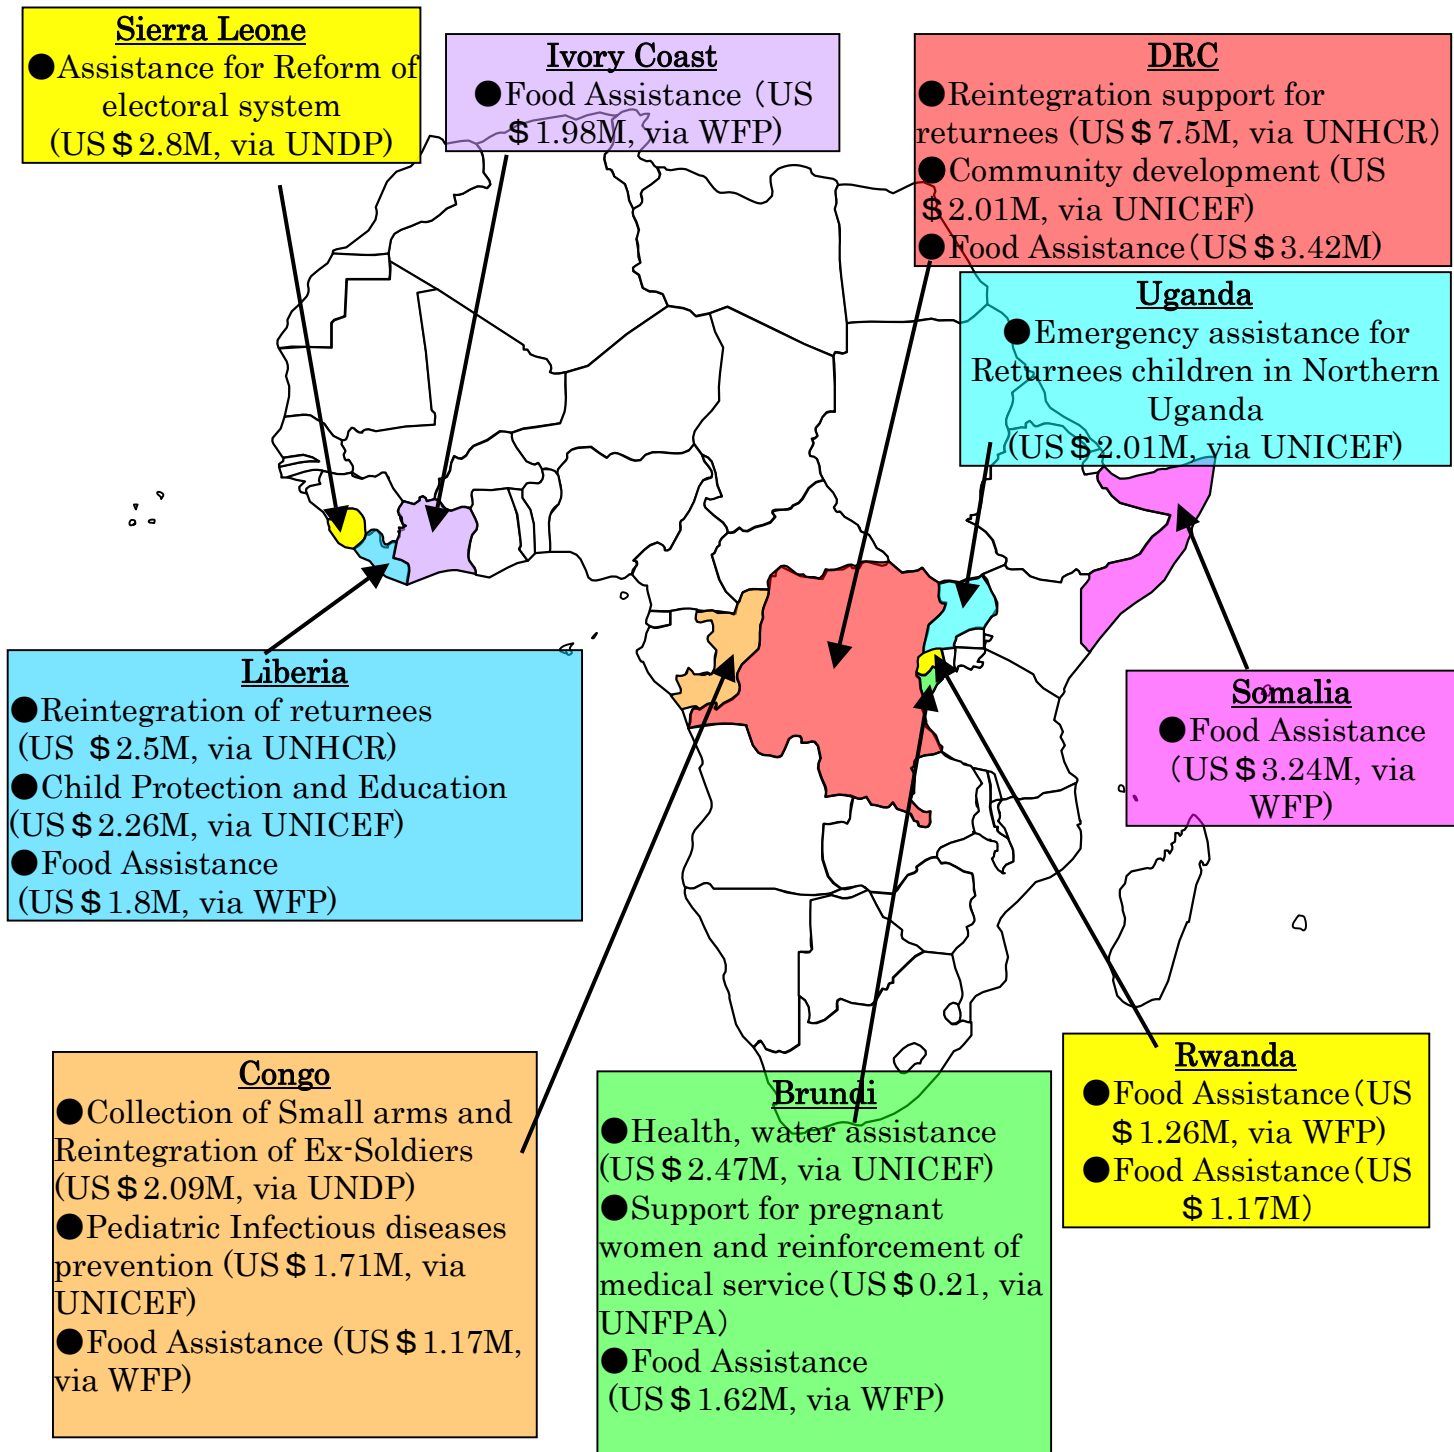 Sierra Leone
●Assistance for Reform of
electoral system
(US $2.8M, via UNDP)
Ivory Coast
●Food Assistance (US
$1.98M, via WFP)
DRC
●Reintegration support for
returnees (US $7.5M, via UNHCR)
●Community development (US
$2.01M, via UNICEF)
●Food Assistance(US $3.42M)
Uganda
●Emergency assistance for
Returnees children in Northern
Uganda
(US $2.01M, via UNICEF)
Liberia
●Reintegration of returnees
(US $2.5M, via UNHCR)
●Child Protection and Education
(US $2.26M, via UNICEF)
●Food Assistance
(US $1.8M, via WFP)
Somalia
●Food Assistance
(US $3.24M, via
WFP)
Congo
●Collection of Small arms and
Reintegration of Ex-Soldiers
(US $2.09M, via UNDP)
●Pediatric Infectious diseases
prevention (US $1.71M, via
UNICEF)
●Food Assistance (US $1.17M,
via WFP)
Brundi
●Health, water assistance
(US $2.47M, via UNICEF)
●Support for pregnant
women and reinforcement of
medical service(US $0.21, via
UNFPA)
●Food Assistance
(US $1.62M, via WFP)
Rwanda
●Food Assistance(US
$1.26M, via WFP)
●Food Assistance(US
$1.17M)